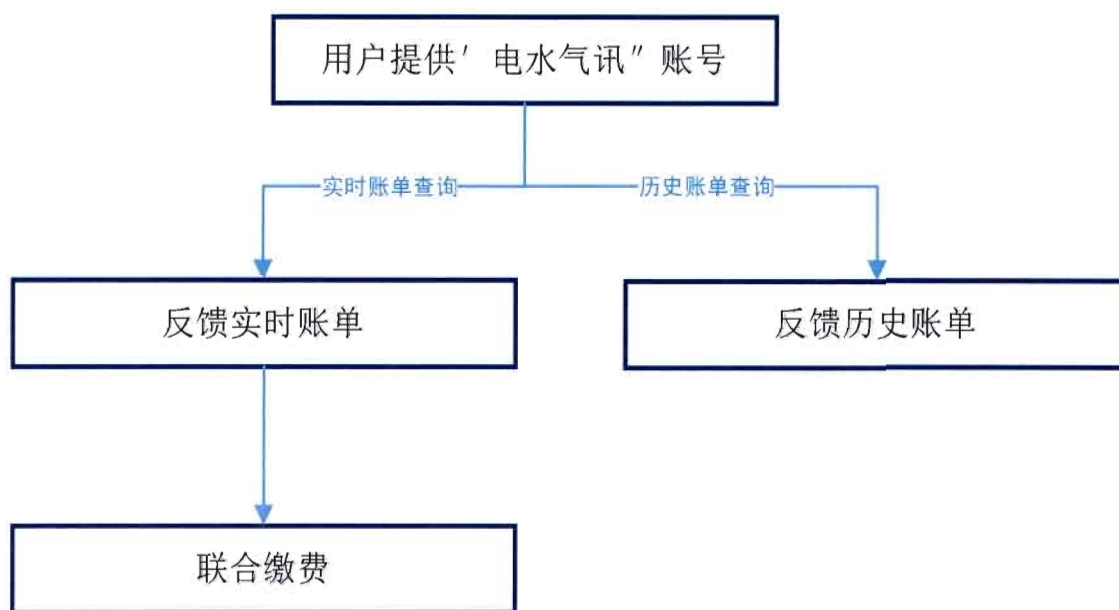 用户提供′电水气讯″账号
实时账单查询
历史账单查询
反馈实时账单
反馈历史账单
联合缴费